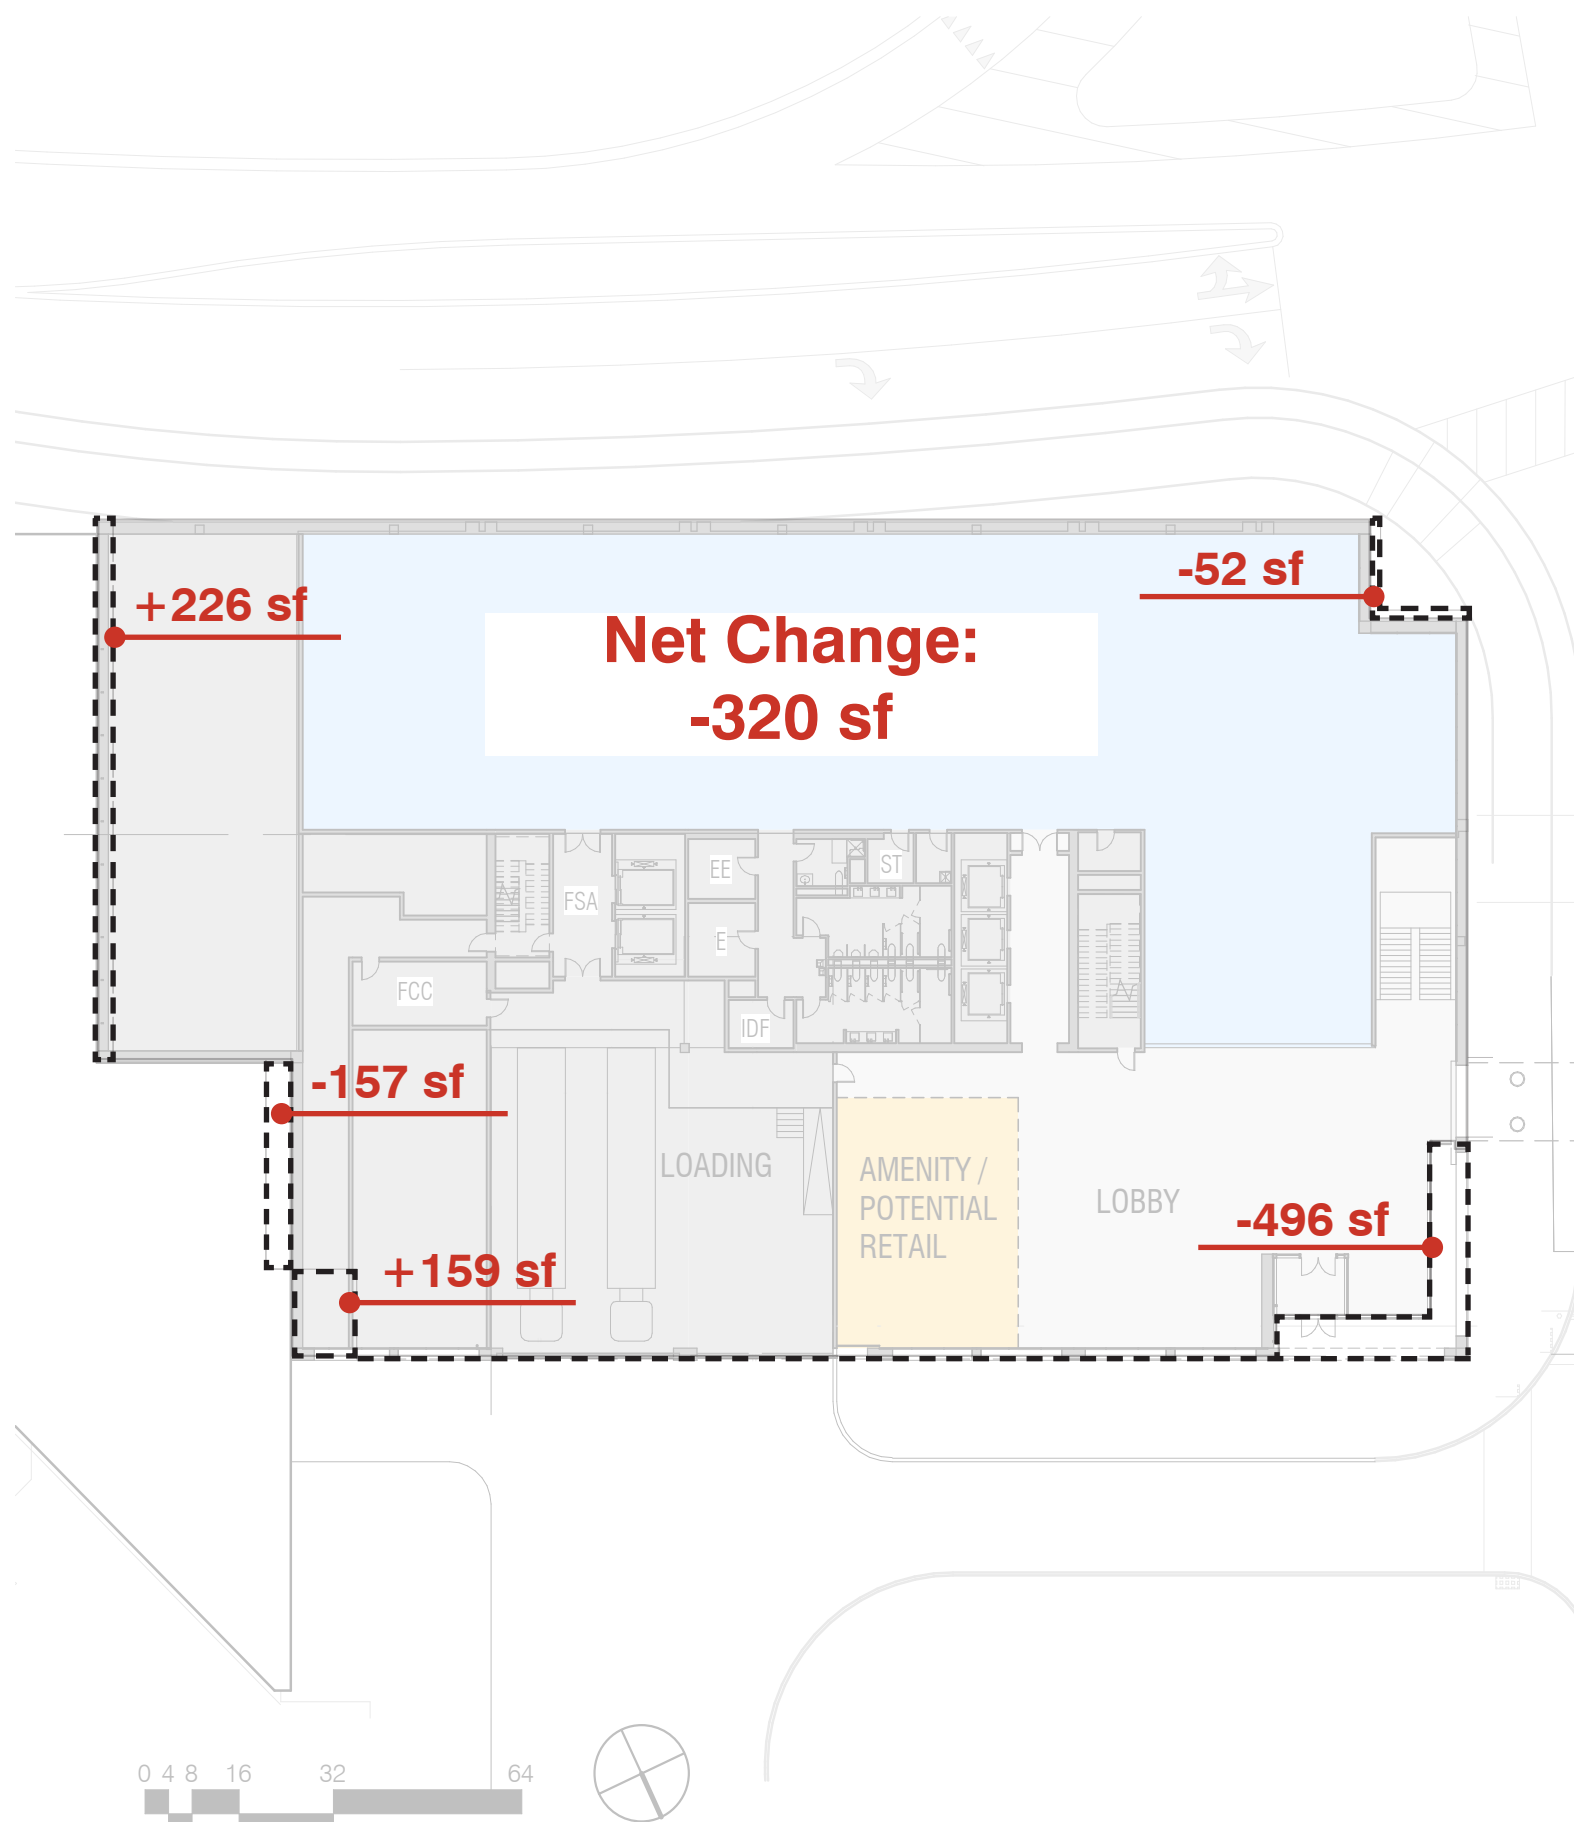 +226 sf
-52 sf
Net Change:
-320 sf
EE
ST
FSA
E
FCC
IDF
-157 sf
LOADING
AMENITY /
POTENTIAL
RETAIL
LOBBY
-496 sf
+159 sf
0 4 8 16 32 64